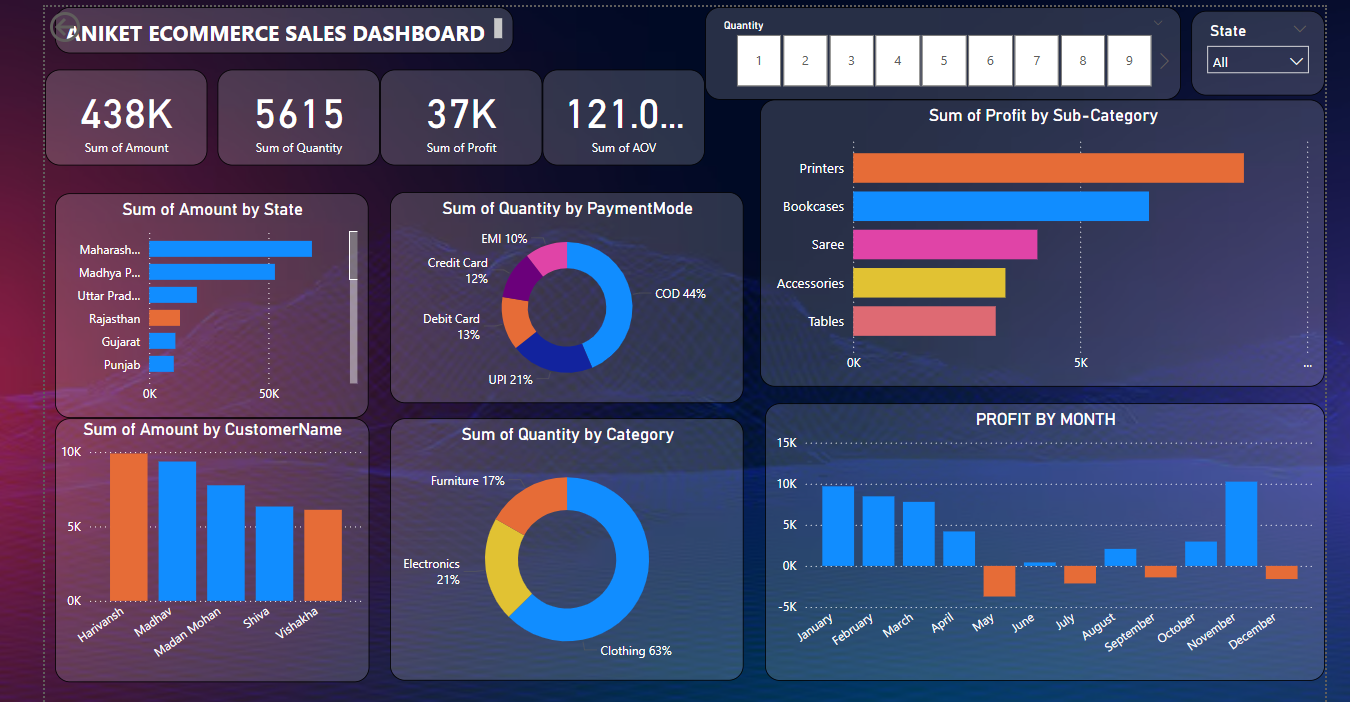 ANIKET ECOMMERCE SALES DASHBOARD
Quantity
1 2 3 4 5 6 7 8 9
State
All
438K
Sum of Amount
5615
Sum of Quantity
37K
Sum of Profit
121.0...
Sum of AOV
Sum of Profit by Sub-Category
Printers
Bookcases
Saree
Accessories
Tables
0K 5K ...
Sum of Amount by State
Maharash...
Madhya P...
Uttar Prad...
Rajasthan
Gujarat
Punjab
0K 50K
Sum of Quantity by PaymentMode
EMI 10%
Credit Card
12%
COD 44%
Debit Card
13%
UPI 21%
Sum of Amount by CustomerName
10K
5K
0K
Harivansh
Madhav
Madan Mohan
Shiva
Vishakha
Sum of Quantity by Category
Furniture 17%
Electronics
21%
Clothing 63%
PROFIT BY MONTH
15K
10K
5K
0K
-5K
January
February
March
April
May
June
July
August
September
October
November
December